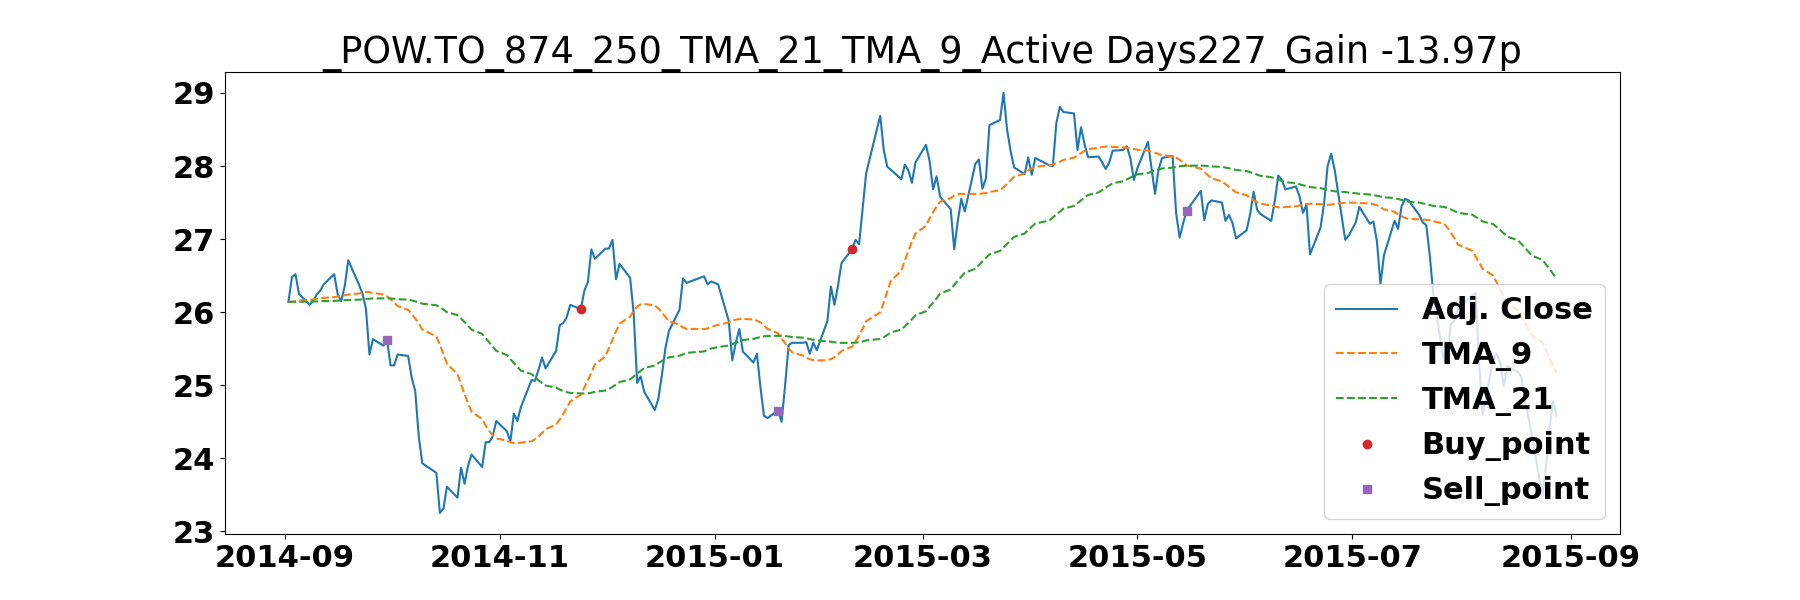 _POW.TO_874_250_TMA_21_TMA_9_Active Days227_Gain -13.97p
29
28
27
26
25
24
23
Adj. Close
TMA_9
TMA_21
Buy_point
Sell_point
2014-09 2014-11 2015-01 2015-03 2015-05 2015-07 2015-09